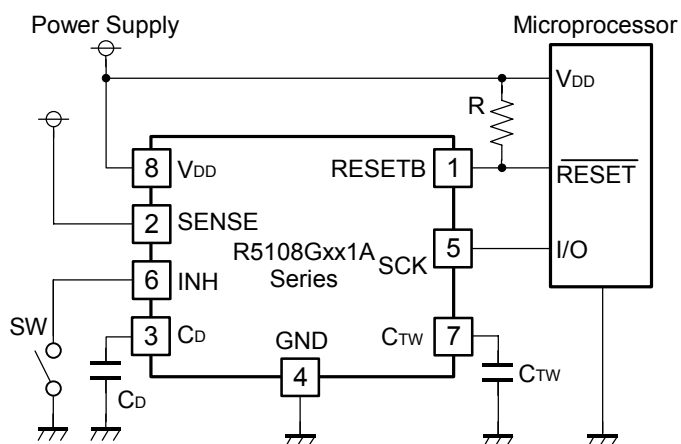 Power Supply
Microprocessor
VDD
R
8 VDD
RESETB 1
RESET
2 SENSE
R5108Gxx1A
Series
SCK 5
I/O
6 INH
SW
3 CD
GND
CTW 7
4
CD
CTW